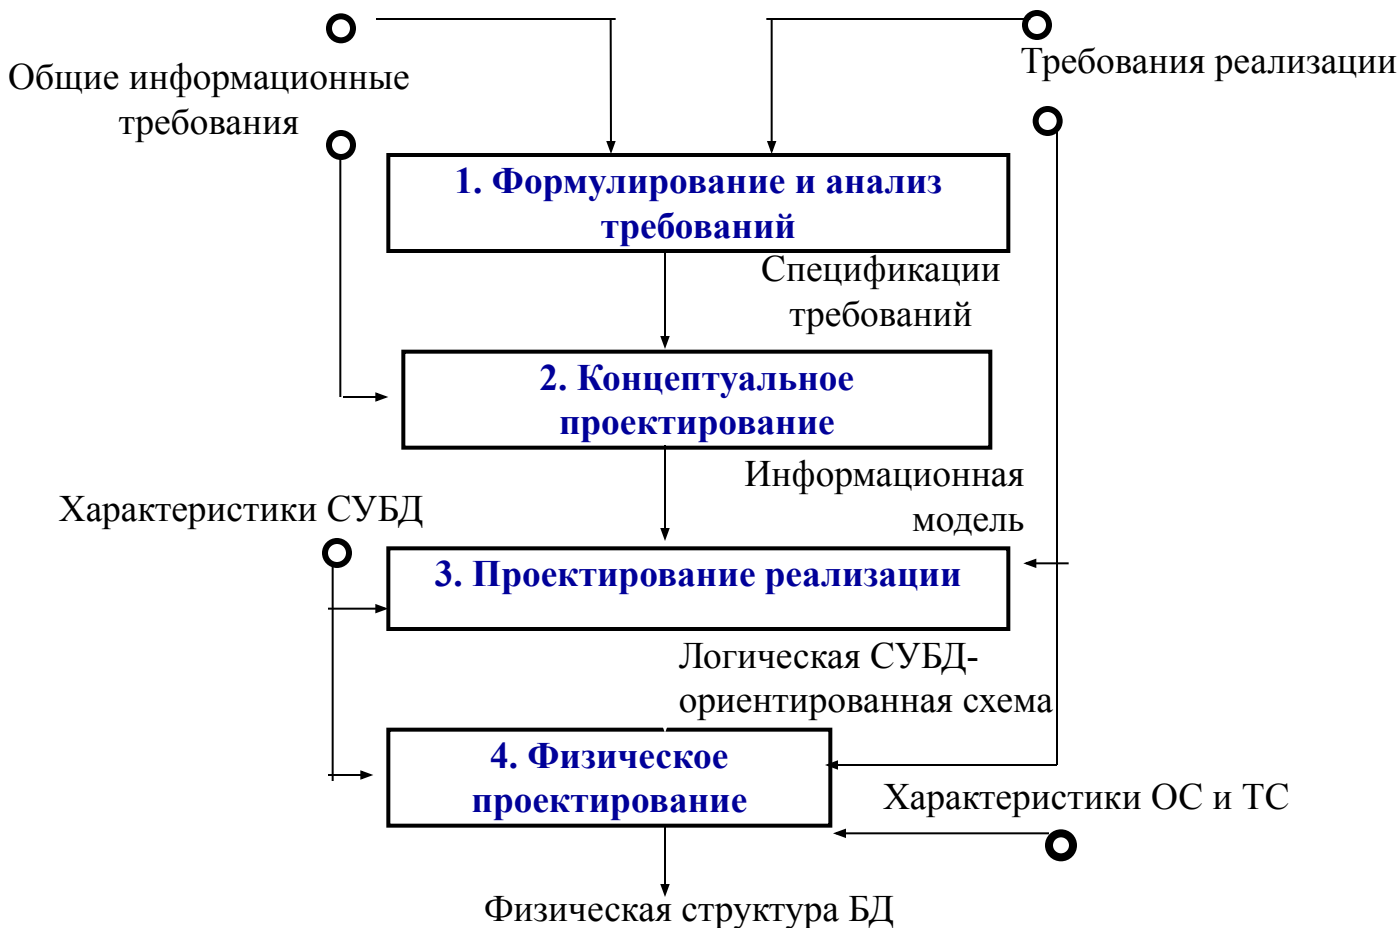 Общие информационные
требования
Требования реализации
1. Формулирование и анализ
требований
Спецификации
требований
2. Концептуальное
проектирование
Информационная
модель
Характеристики СУБД
3. Проектирование реализации
Логическая СУБД-
ориентированная схема
4. Физическое
проектирование
Характеристики ОС и ТС
Физическая структура БД